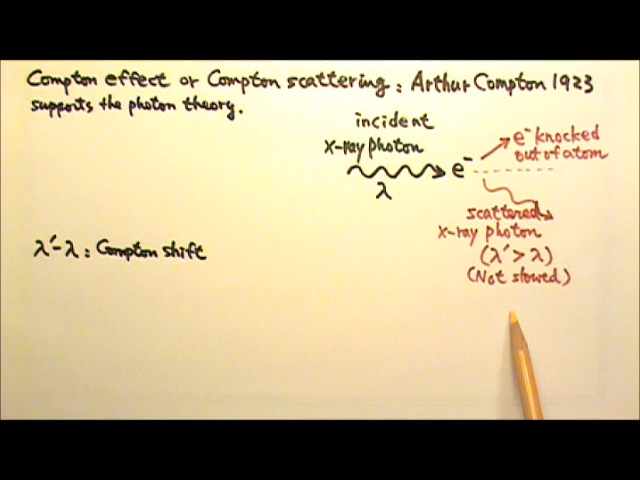 Compton effect or Compton scattering: Arthur Compton 1923
supports the photon theory.
incident
x-ray photon
λ
e⁻
e⁻ knocked
out of atom
scattered
x-ray photon
(λ' > λ)
(Not slowed)
λ' - λ: Compton shift